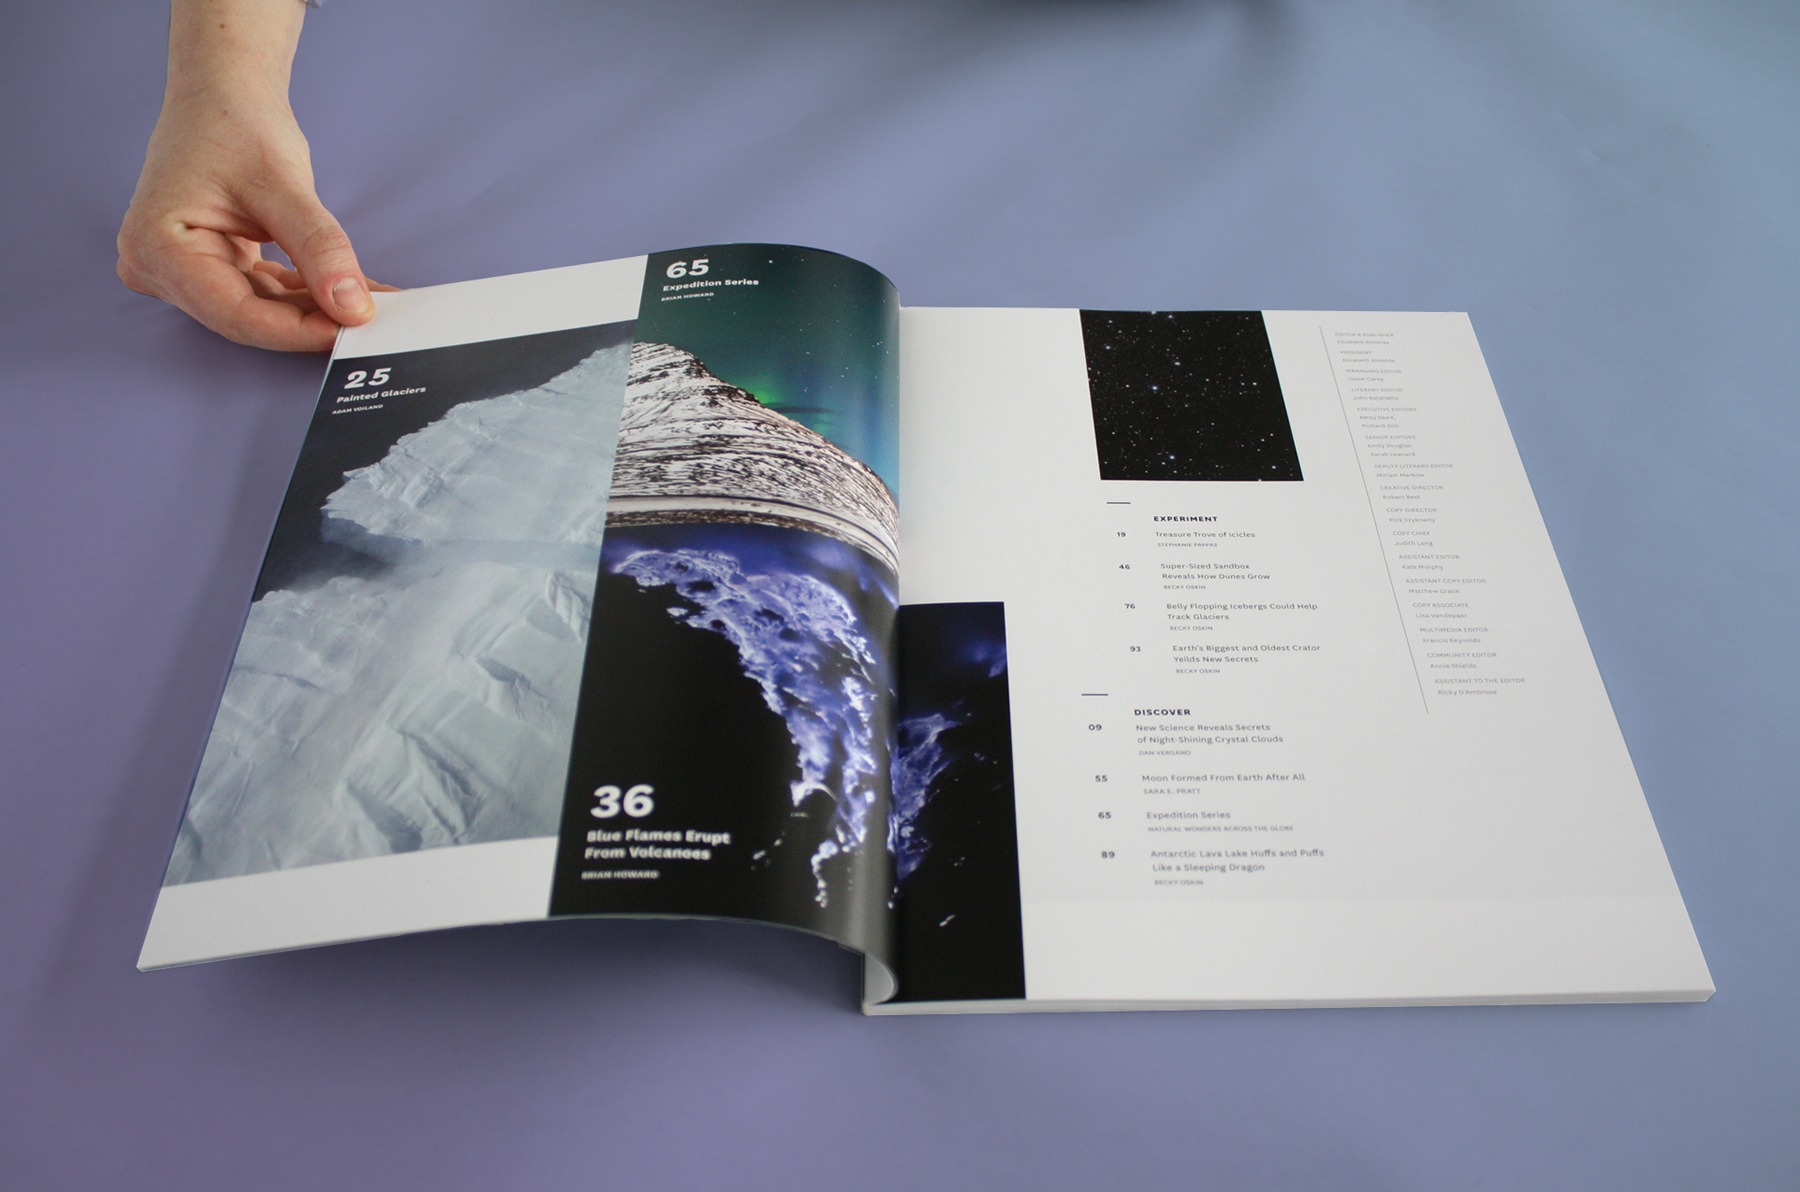 65
Expedition Series
BRIAN HOWARD
25
Painted Glaciers
ADAM VOILAND
36
Blue Flames Erupt
From Volcanoes
BRIAN HOWARD
EXPERIMENT
19
Treasure Trove of Icicles
STEPHANIE PAPPAS
46
Super-Sized Sandbox
Reveals How Dunes Grow
BECKY OSKIN
76
Belly Flopping Icebergs Could Help
Track Glaciers
BECKY OSKIN
93
Earth's Biggest and Oldest Crator
Yeilds New Secrets
BECKY OSKIN
DISCOVER
09
New Science Reveals Secrets
of Night-Shining Crystal Clouds
DAN VERGANO
55
Moon Formed From Earth After All
SARA E. PRATT
65
Expedition Series
NATURAL WONDERS ACROSS THE GLOBE
89
Antarctic Lava Lake Huffs and Puffs
Like a Sleeping Dragon
BECKY OSKIN
EDITOR & PUBLISHER
Elizabeth Almeida
PRESIDENT
Elizabeth Almeida
MANAGING EDITOR
LITERARY EDITOR
John
EXECUTIVE EDITORS
Betsy
Richard
SENIOR EDITORS
Emily Douglas
Sarah Leonard
DEPUTY LITERARY EDITOR
Miriam Markow
CREATIVE DIRECTOR
Robert Best
COPY DIRECTOR
Rick
COPY CHIEF
Judith Long
ASSISTANT EDITOR
Kate Murphy
ASSISTANT COPY EDITOR
Matthew Grace
COPY ASSOCIATE
Lisa Vandepaer
MULTIMEDIA EDITOR
Francis Reynolds
COMMUNITY EDITOR
Annie Shields
ASSISTANT TO THE EDITOR
Ricky D'Ambrose